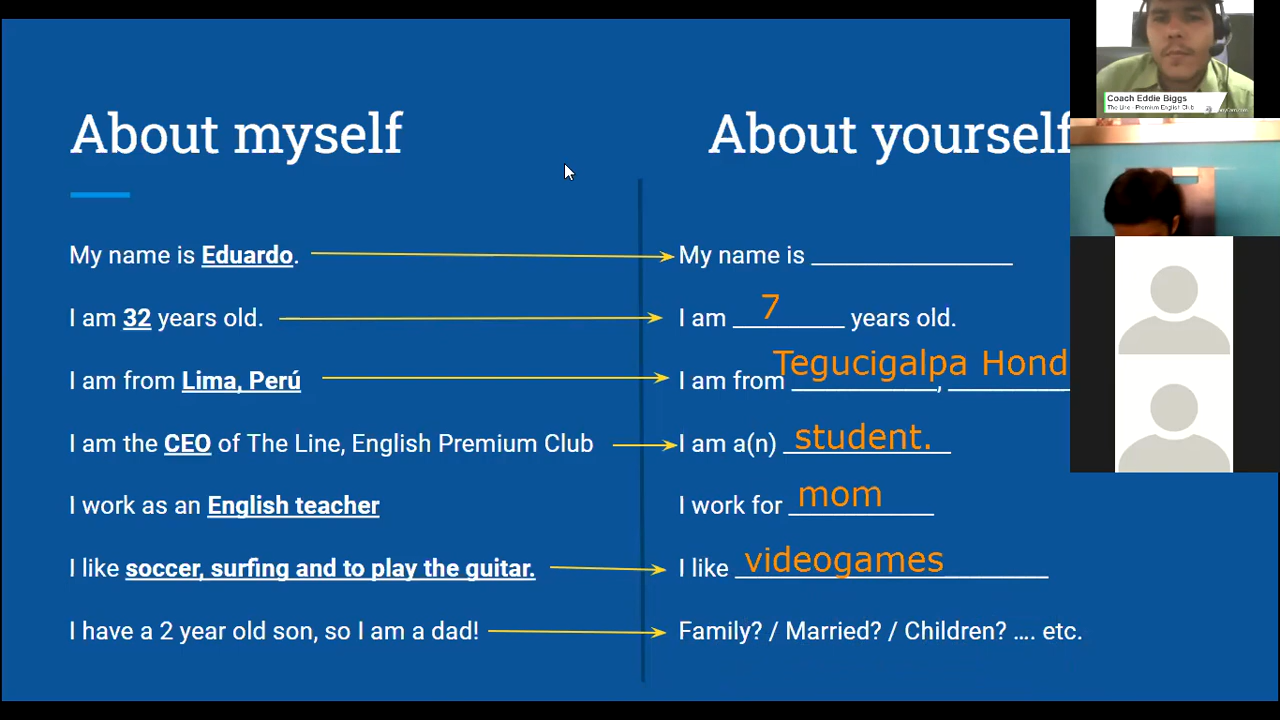 About myself
My name is Eduardo.
I am 32 years old.
I am from Lima, Perú
I am the CEO of The Line, English Premium Club
I work as an English teacher
I like soccer, surfing and to play the guitar.
I have a 2 year old son, so I am a dad!
About yourself
My name is _______________
I am 7 years old.
I am from Tegucigalpa Hond
I am a(n) student.
I work for mom
I like videogames
Family? / Married? / Children? .... etc.
Coach Eddie Biggs
The Line - Premium English Club